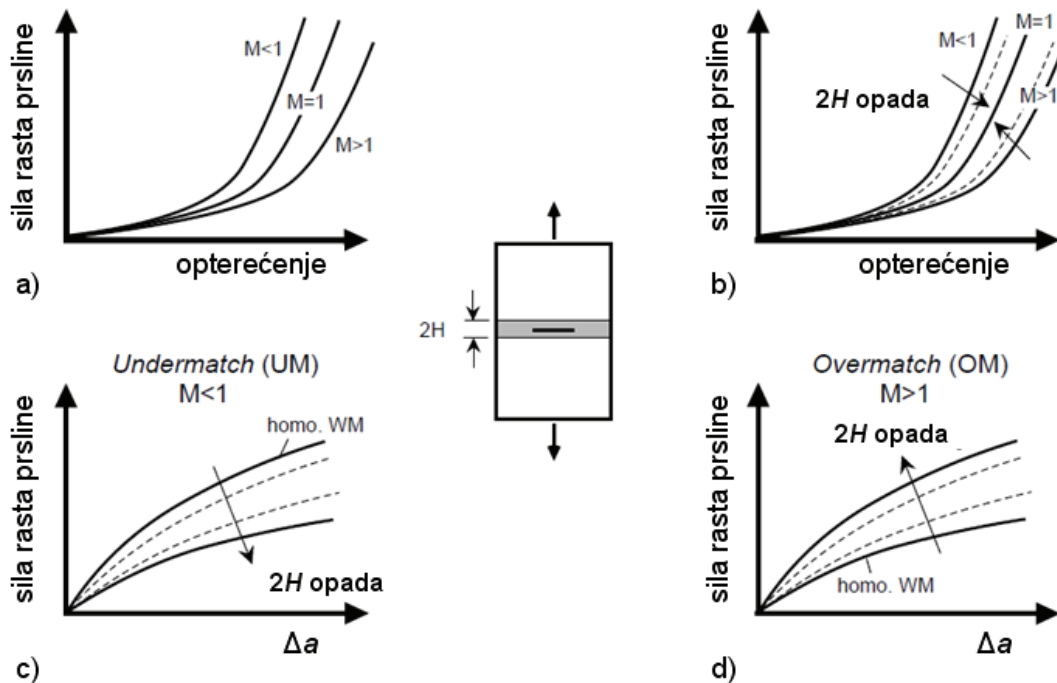 sila rasta prsline
M<1
M=1
M>1
opterećenje
a)
sila rasta prsline
M<1
M=1
M>1
2H opada
opterećenje
b)
2H
Undermatch (UM)
M<1
sila rasta prsline
homo. WM
2H opada
Δa
c)
Overmatch (OM)
M>1
sila rasta prsline
2H opada
homo. WM
Δa
d)